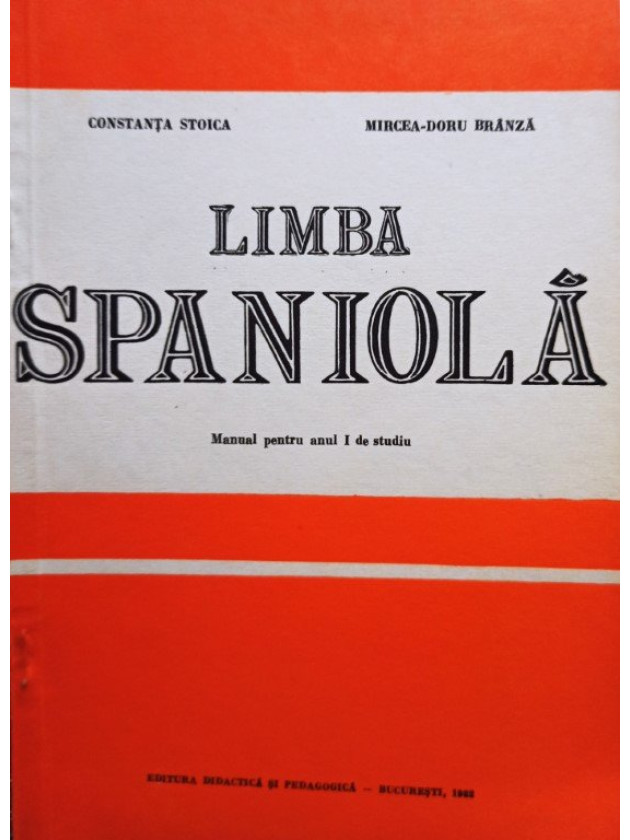 CONSTANȚA STOICA MIRCEA-DORU BRÂNZĂ
LIMBA
SPANIOLĂ
Manual pentru anul I de studiu
EDITURA DIDACTICĂ ȘI PEDAGOGICĂ — BUCUREȘTI,